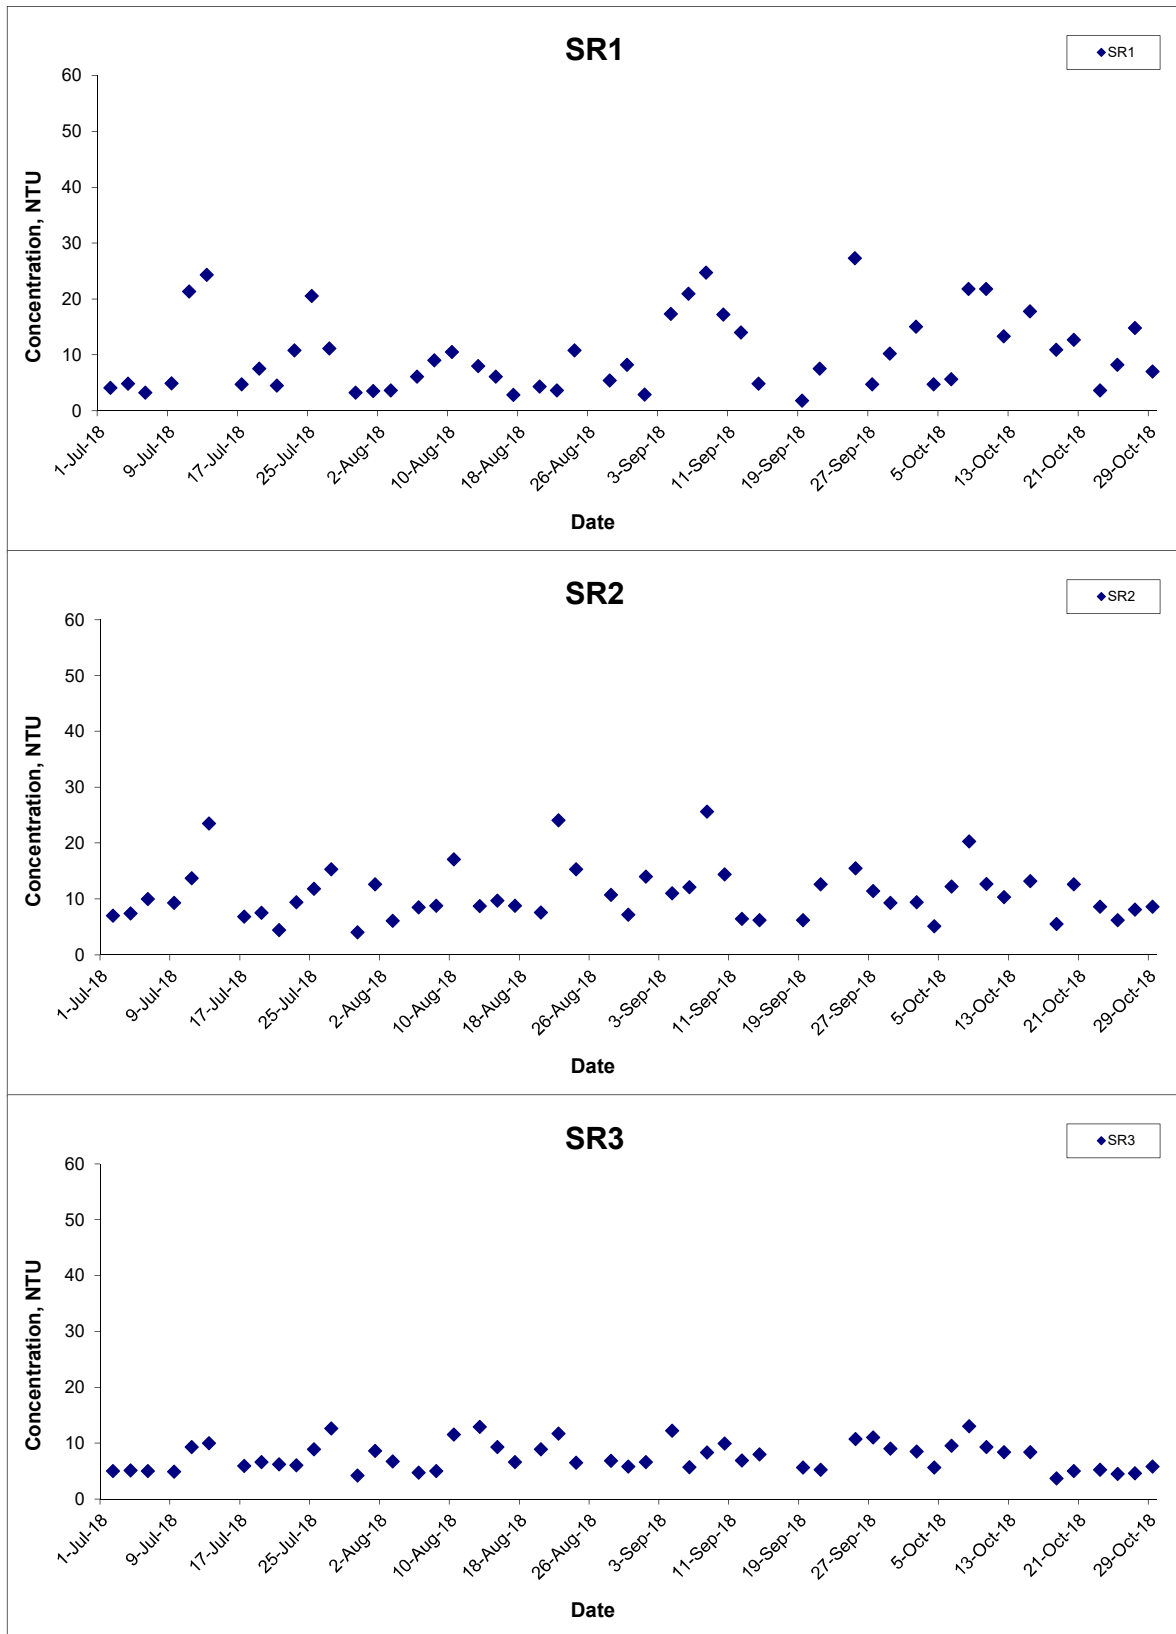 SR1
SR1
60
50
40
30
20
10
0
Concentration, NTU
1-Jul-18
9-Jul-18
17-Jul-18
25-Jul-18
2-Aug-18
10-Aug-18
18-Aug-18
26-Aug-18
3-Sep-18
11-Sep-18
19-Sep-18
27-Sep-18
5-Oct-18
13-Oct-18
21-Oct-18
29-Oct-18
Date
SR2
SR2
60
50
40
30
20
10
0
Concentration, NTU
1-Jul-18
9-Jul-18
17-Jul-18
25-Jul-18
2-Aug-18
10-Aug-18
18-Aug-18
26-Aug-18
3-Sep-18
11-Sep-18
19-Sep-18
27-Sep-18
5-Oct-18
13-Oct-18
21-Oct-18
29-Oct-18
Date
SR3
SR3
60
50
40
30
20
10
0
Concentration, NTU
1-Jul-18
9-Jul-18
17-Jul-18
25-Jul-18
2-Aug-18
10-Aug-18
18-Aug-18
26-Aug-18
3-Sep-18
11-Sep-18
19-Sep-18
27-Sep-18
5-Oct-18
13-Oct-18
21-Oct-18
29-Oct-18
Date